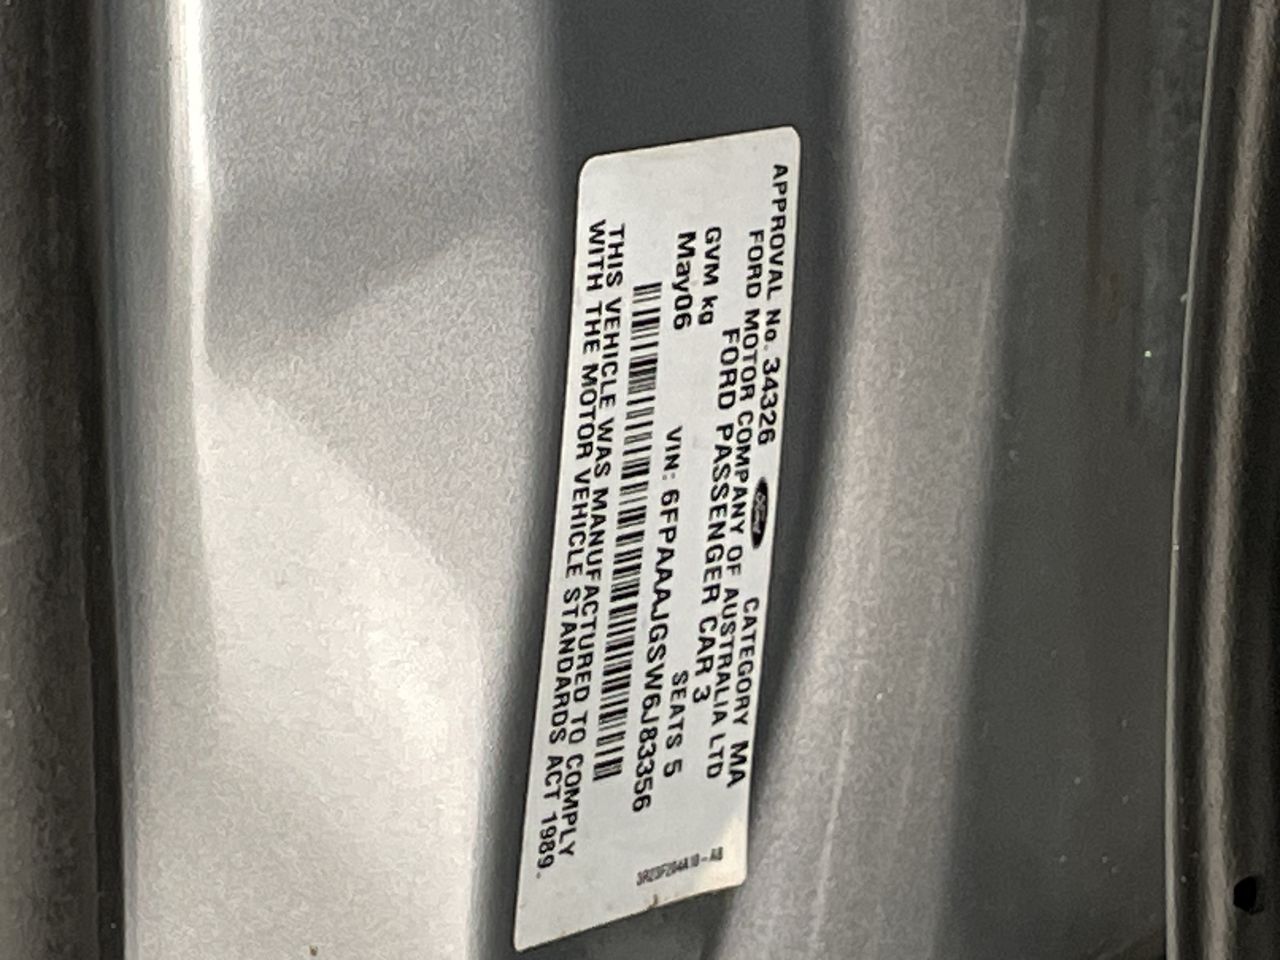 APPROVAL No. 34326 Ford CATEGORY MA
FORD MOTOR COMPANY OF AUSTRALIA LTD
FORD PASSENGER CAR 3
GVM kg SEATS 5
May06 VIN: 6FPAAAJGSW6J83356
THIS VEHICLE WAS MANUFACTURED TO COMPLY
WITH THE MOTOR VEHICLE STANDARDS ACT 1989.